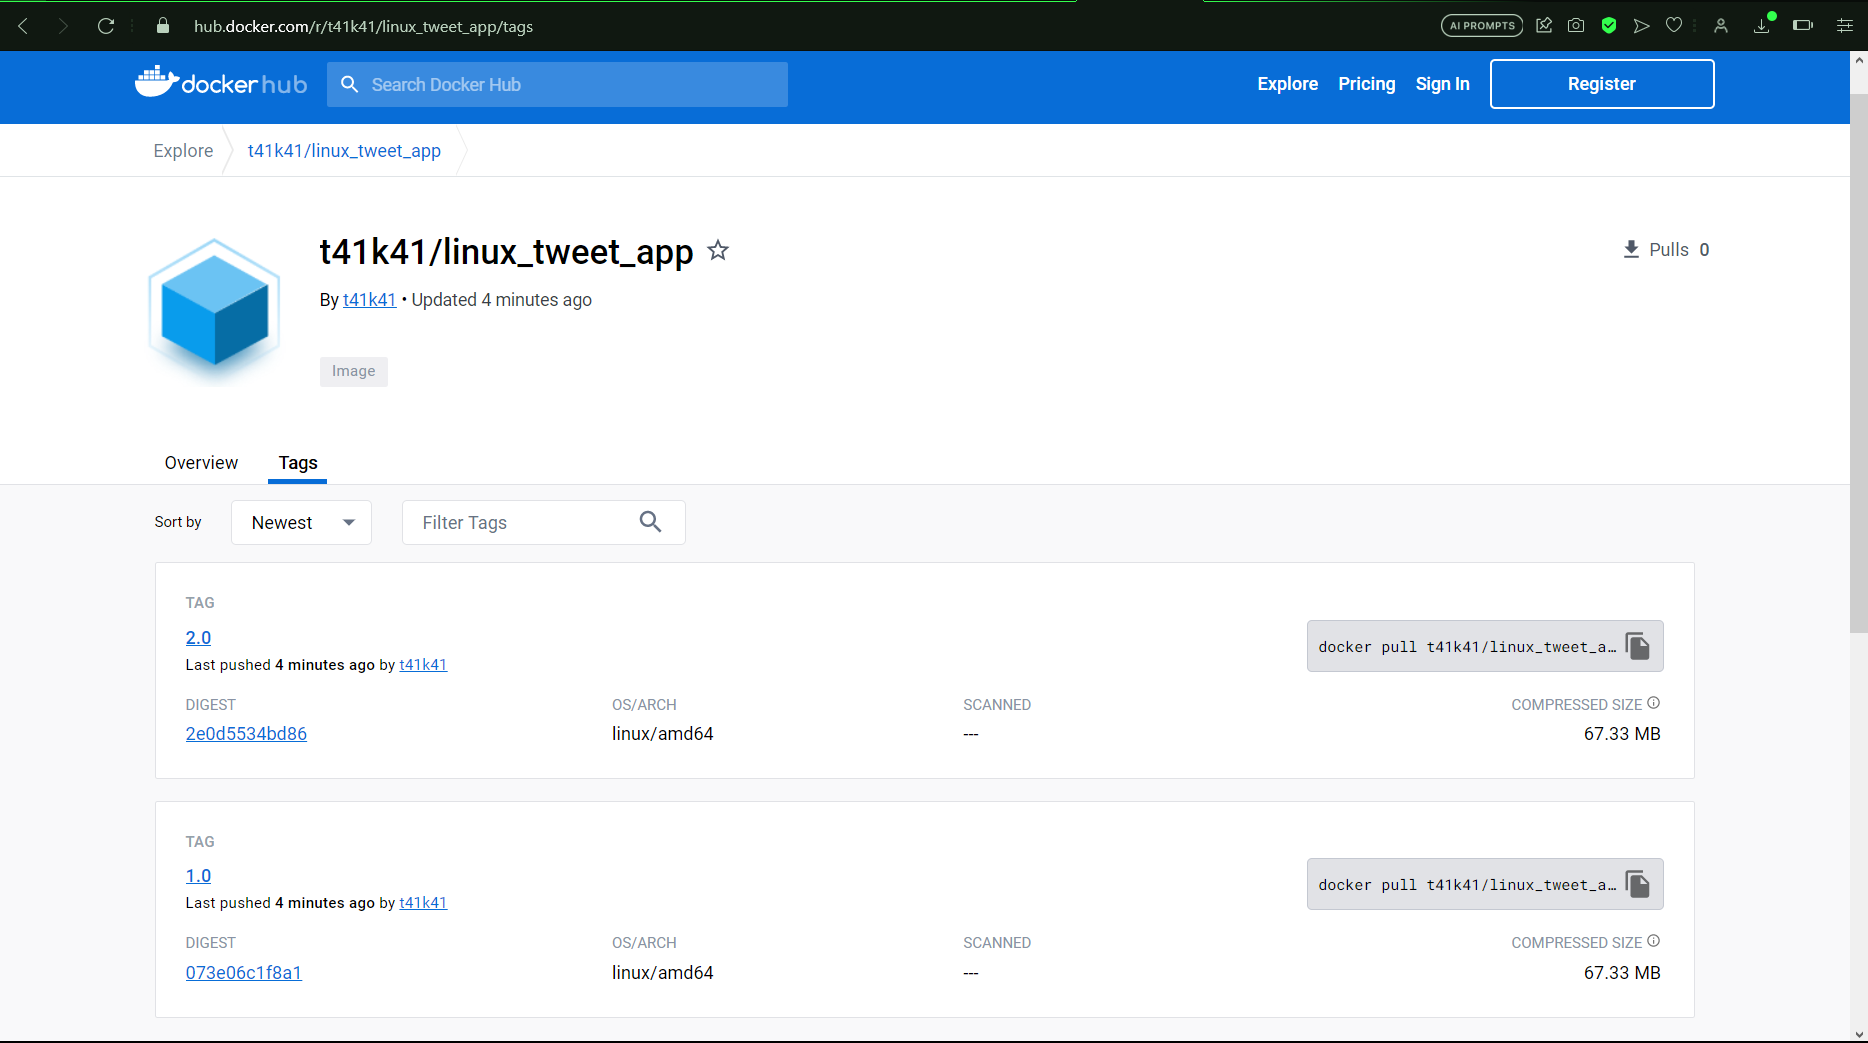 hub.docker.com/r/t41k41/linux_tweet_app/tags
AI PROMPTS
dockerhub
Search Docker Hub
Explore
Pricing
Sign In
Register
Explore
t41k41/linux_tweet_app
t41k41/linux_tweet_app
Pulls 0
By t41k41 • Updated 4 minutes ago
Image
Overview
Tags
Sort by
Newest
Filter Tags
TAG
2.0
Last pushed 4 minutes ago by t41k41
docker pull t41k41/linux_tweet_a…
DIGEST
OS/ARCH
SCANNED
COMPRESSED SIZE
2e0d5534bd86
linux/amd64
---
67.33 MB
TAG
1.0
Last pushed 4 minutes ago by t41k41
docker pull t41k41/linux_tweet_a…
DIGEST
OS/ARCH
SCANNED
COMPRESSED SIZE
073e06c1f8a1
linux/amd64
---
67.33 MB